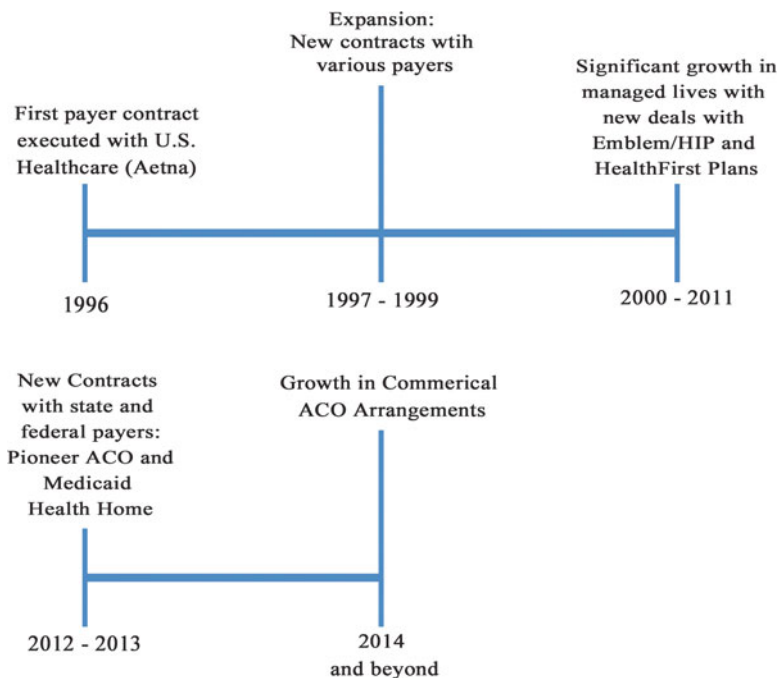 First payer contract
executed with U.S.
Healthcare (Aetna)
1996
Expansion:
New contracts wtih
various payers
1997 - 1999
Significant growth in
managed lives with
new deals with
Emblem/HIP and
HealthFirst Plans
2000 - 2011
New Contracts
with state and
federal payers:
Pioneer ACO and
Medicaid
Health Home
2012 - 2013
Growth in Commerical
ACO Arrangements
2014
and beyond